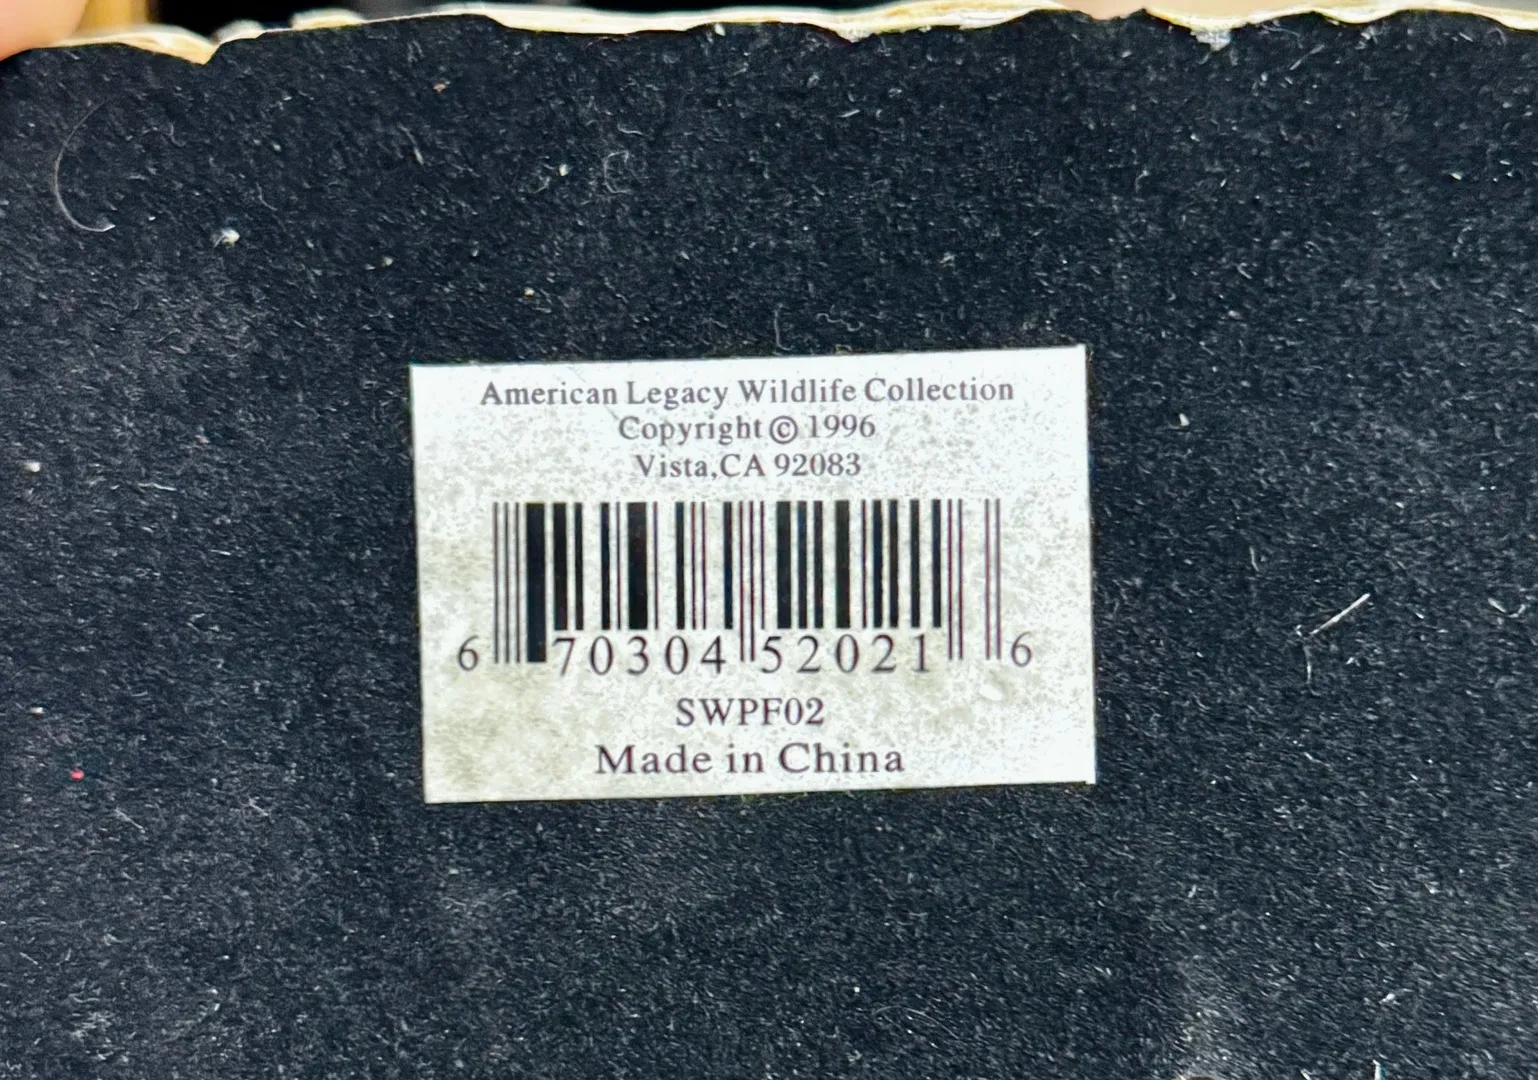 American Legacy Wildlife Collection
Copyright © 1996
Vista,CA 92083
6 70304 52021 6
SWPF02
Made in China